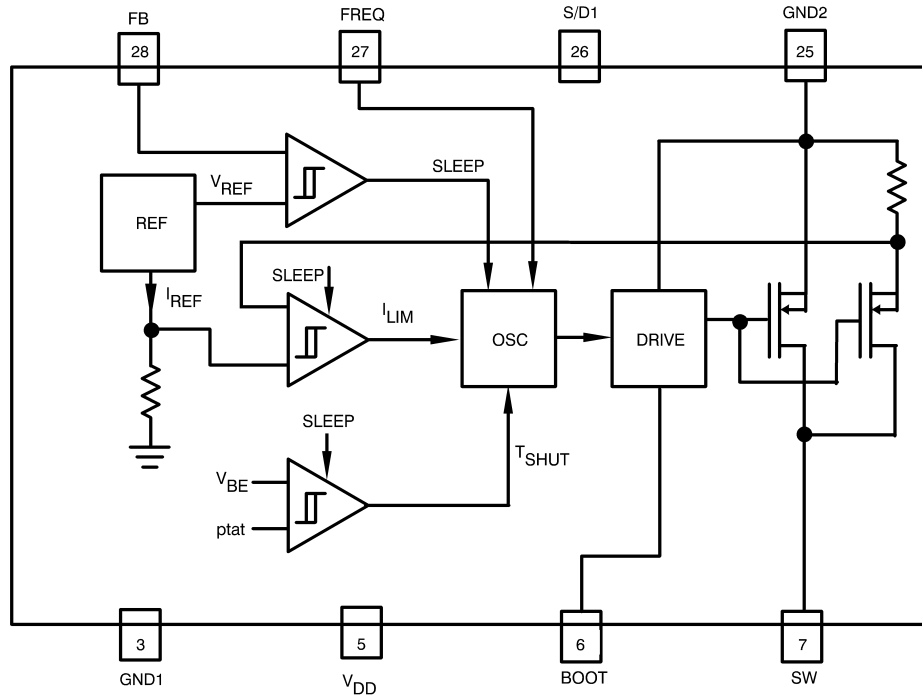 FB
FREQ
S/D1
GND2
28
27
26
25
SLEEP
VREF
REF
SLEEP
IREF
ILIM
OSC
DRIVE
SLEEP
TSHUT
VBE
ptat
3
5
6
7
GND1
VDD
BOOT
SW